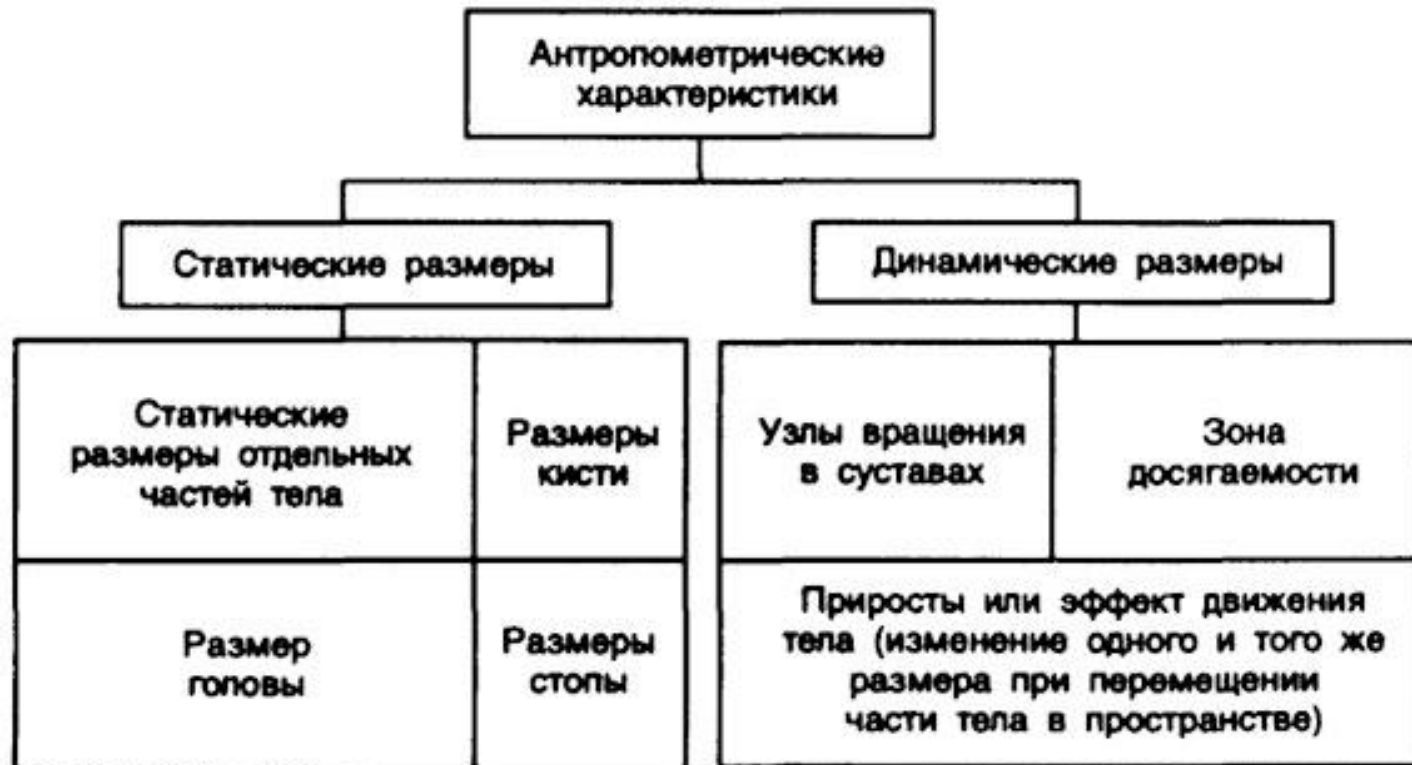 Антропометрические
характеристики
Статические размеры
Динамические размеры
Статические
размеры отдельных
частей тела
Размеры
кисти
Узлы вращения
в суставах
Зона
досягаемости
Размер
головы
Размеры
стопы
Приросты или эффект движения
тела (изменение одного и того же
размера при перемещении
части тела в пространстве)